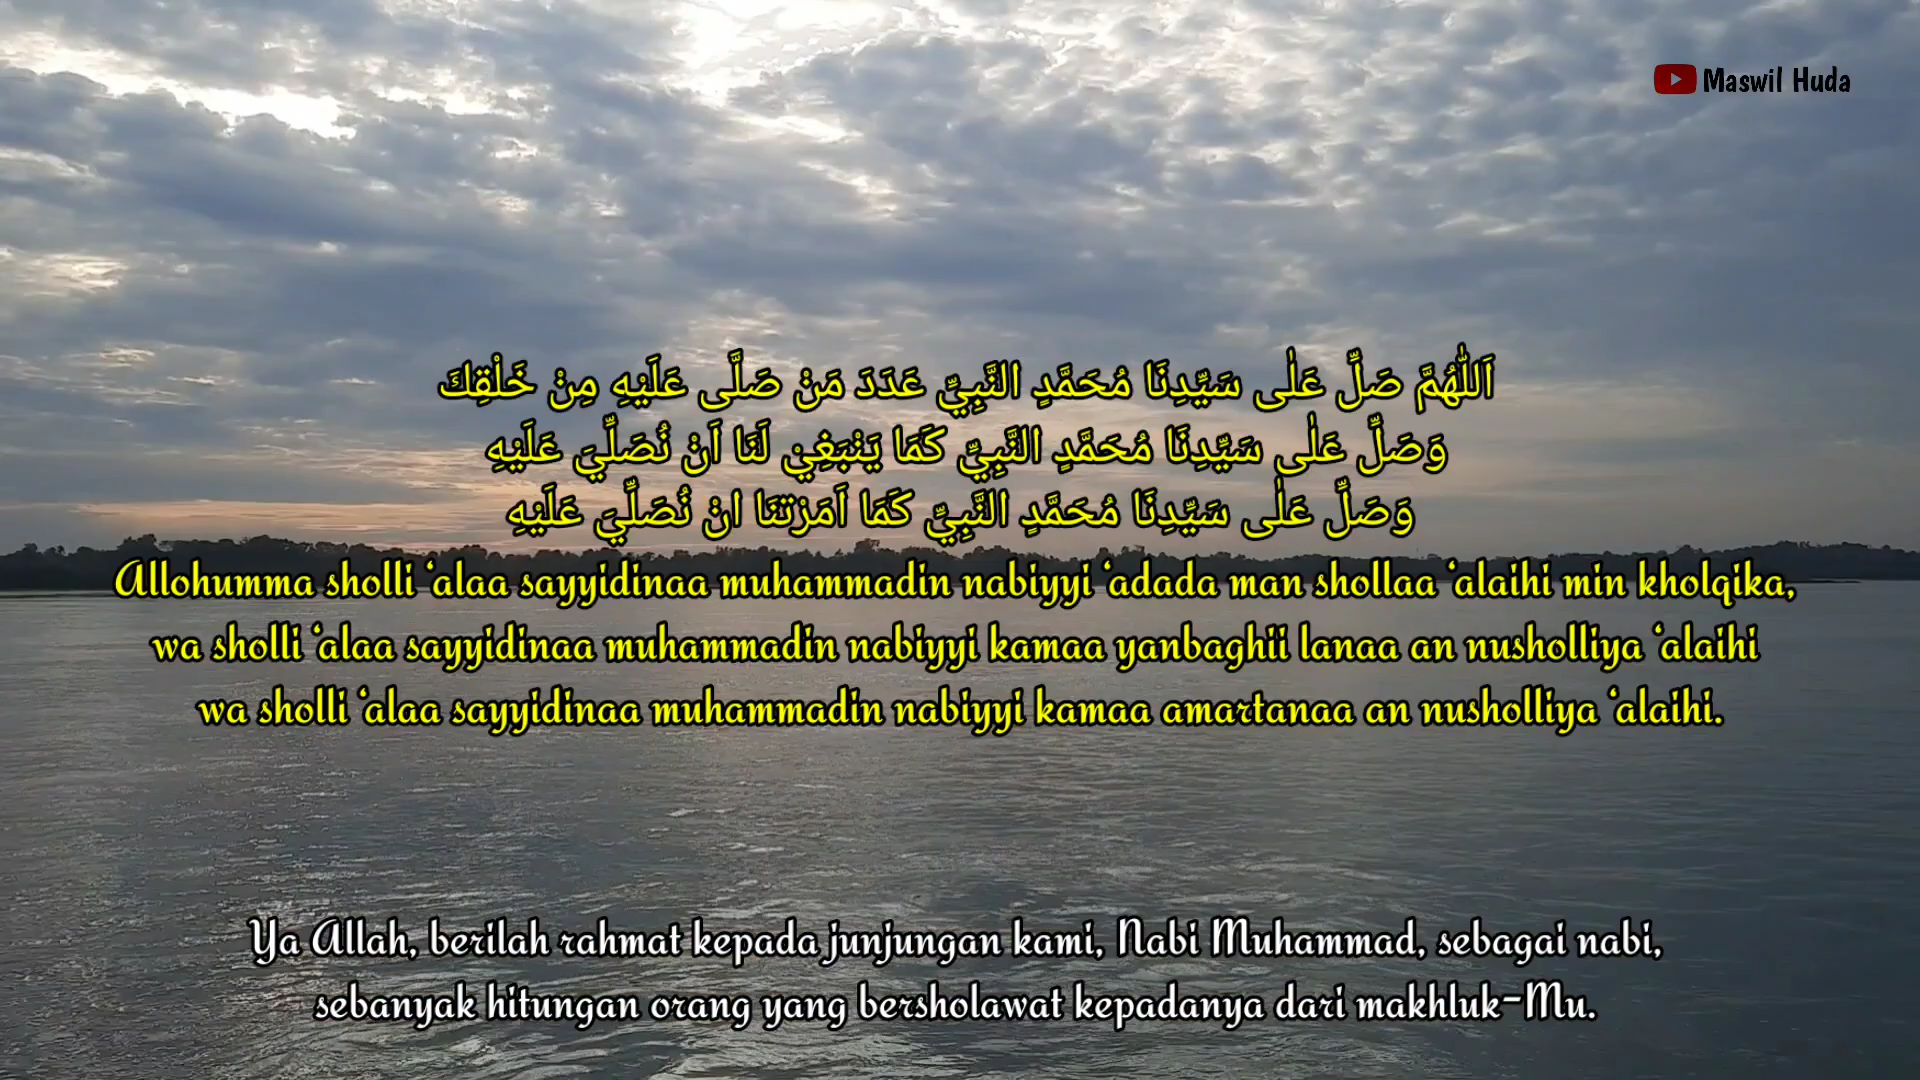 Maswil Huda
اَللّٰهُمَّ صَلِّ عَلٰى سَيِّدِنَا مُحَمَّدٍ النَّبِيِّ عَدَدَ مَنْ صَلَّى عَلَيْهِ مِنْ خَلْقِكَ
وَصَلِّ عَلٰى سَيِّدِنَا مُحَمَّدٍ النَّبِيِّ كَمَا يَنْبَغِيْ لَنَا اَنْ نُصَلِّيَ عَلَيْهِ
وَصَلِّ عَلٰى سَيِّدِنَا مُحَمَّدٍ النَّبِيِّ كَمَا اَمَرْتنَا انْ نُصَلِّيَ عَلَيْهِ
Allohumma sholli ‘alaa sayyidinaa muhammadin nabiyyi ‘adada man shollaa ‘alaihi min kholqika,
wa sholli ‘alaa sayyidinaa muhammadin nabiyyi kamaa yanbaghii lanaa an nusholliya ‘alaihi
wa sholli ‘alaa sayyidinaa muhammadin nabiyyi kamaa amartanaa an nusholliya ‘alaihi.
Ya Allah, berilah rahmat kepada junjungan kami, Nabi Muhammad, sebagai nabi,
sebanyak hitungan orang yang bersholawat kepadanya dari makhluk-Mu.